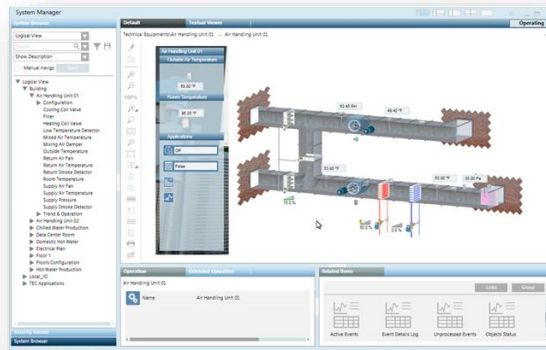 System Manager
System Browser
Default
Textual Viewer
Operating
Logical View
Show Description
Manual navig
Logical View
Building
Air Handling Unit 01
Configuration
Cooling Coil Valve
Filter
Heating Coil Valve
Low Temperature Detector
Mixed Air Temperature
Mixing Air Damper
Outside Temperature
Return Air Fan
Return Air Temperature
Return Smoke Detector
Room Temperature
Supply Air Fan
Supply Air Temperature
Supply Pressure
Supply Smoke Detector
Trend & Operation
Air Handling Unit 02
Chilled Water Production
Data Center Room
Domestic Hot Water
Electrical Plan
Floor 1
Floors Configuration
Hot Water Production
Local_IO
TEC Applications
System Browser
Technical Equipments\Air Handling Unit 01 - Air Handling Unit 01
100%
Air Handling Unit 01
Outside Air Temperature
Room Temperature
Applications
Off
False
Operation
Extended Operation
Air Handling Unit 01
Name
Air Handling Unit 01
Related Items
Links
Group
Active Events
Event Details Log
Unprocessed Events
Objects Status